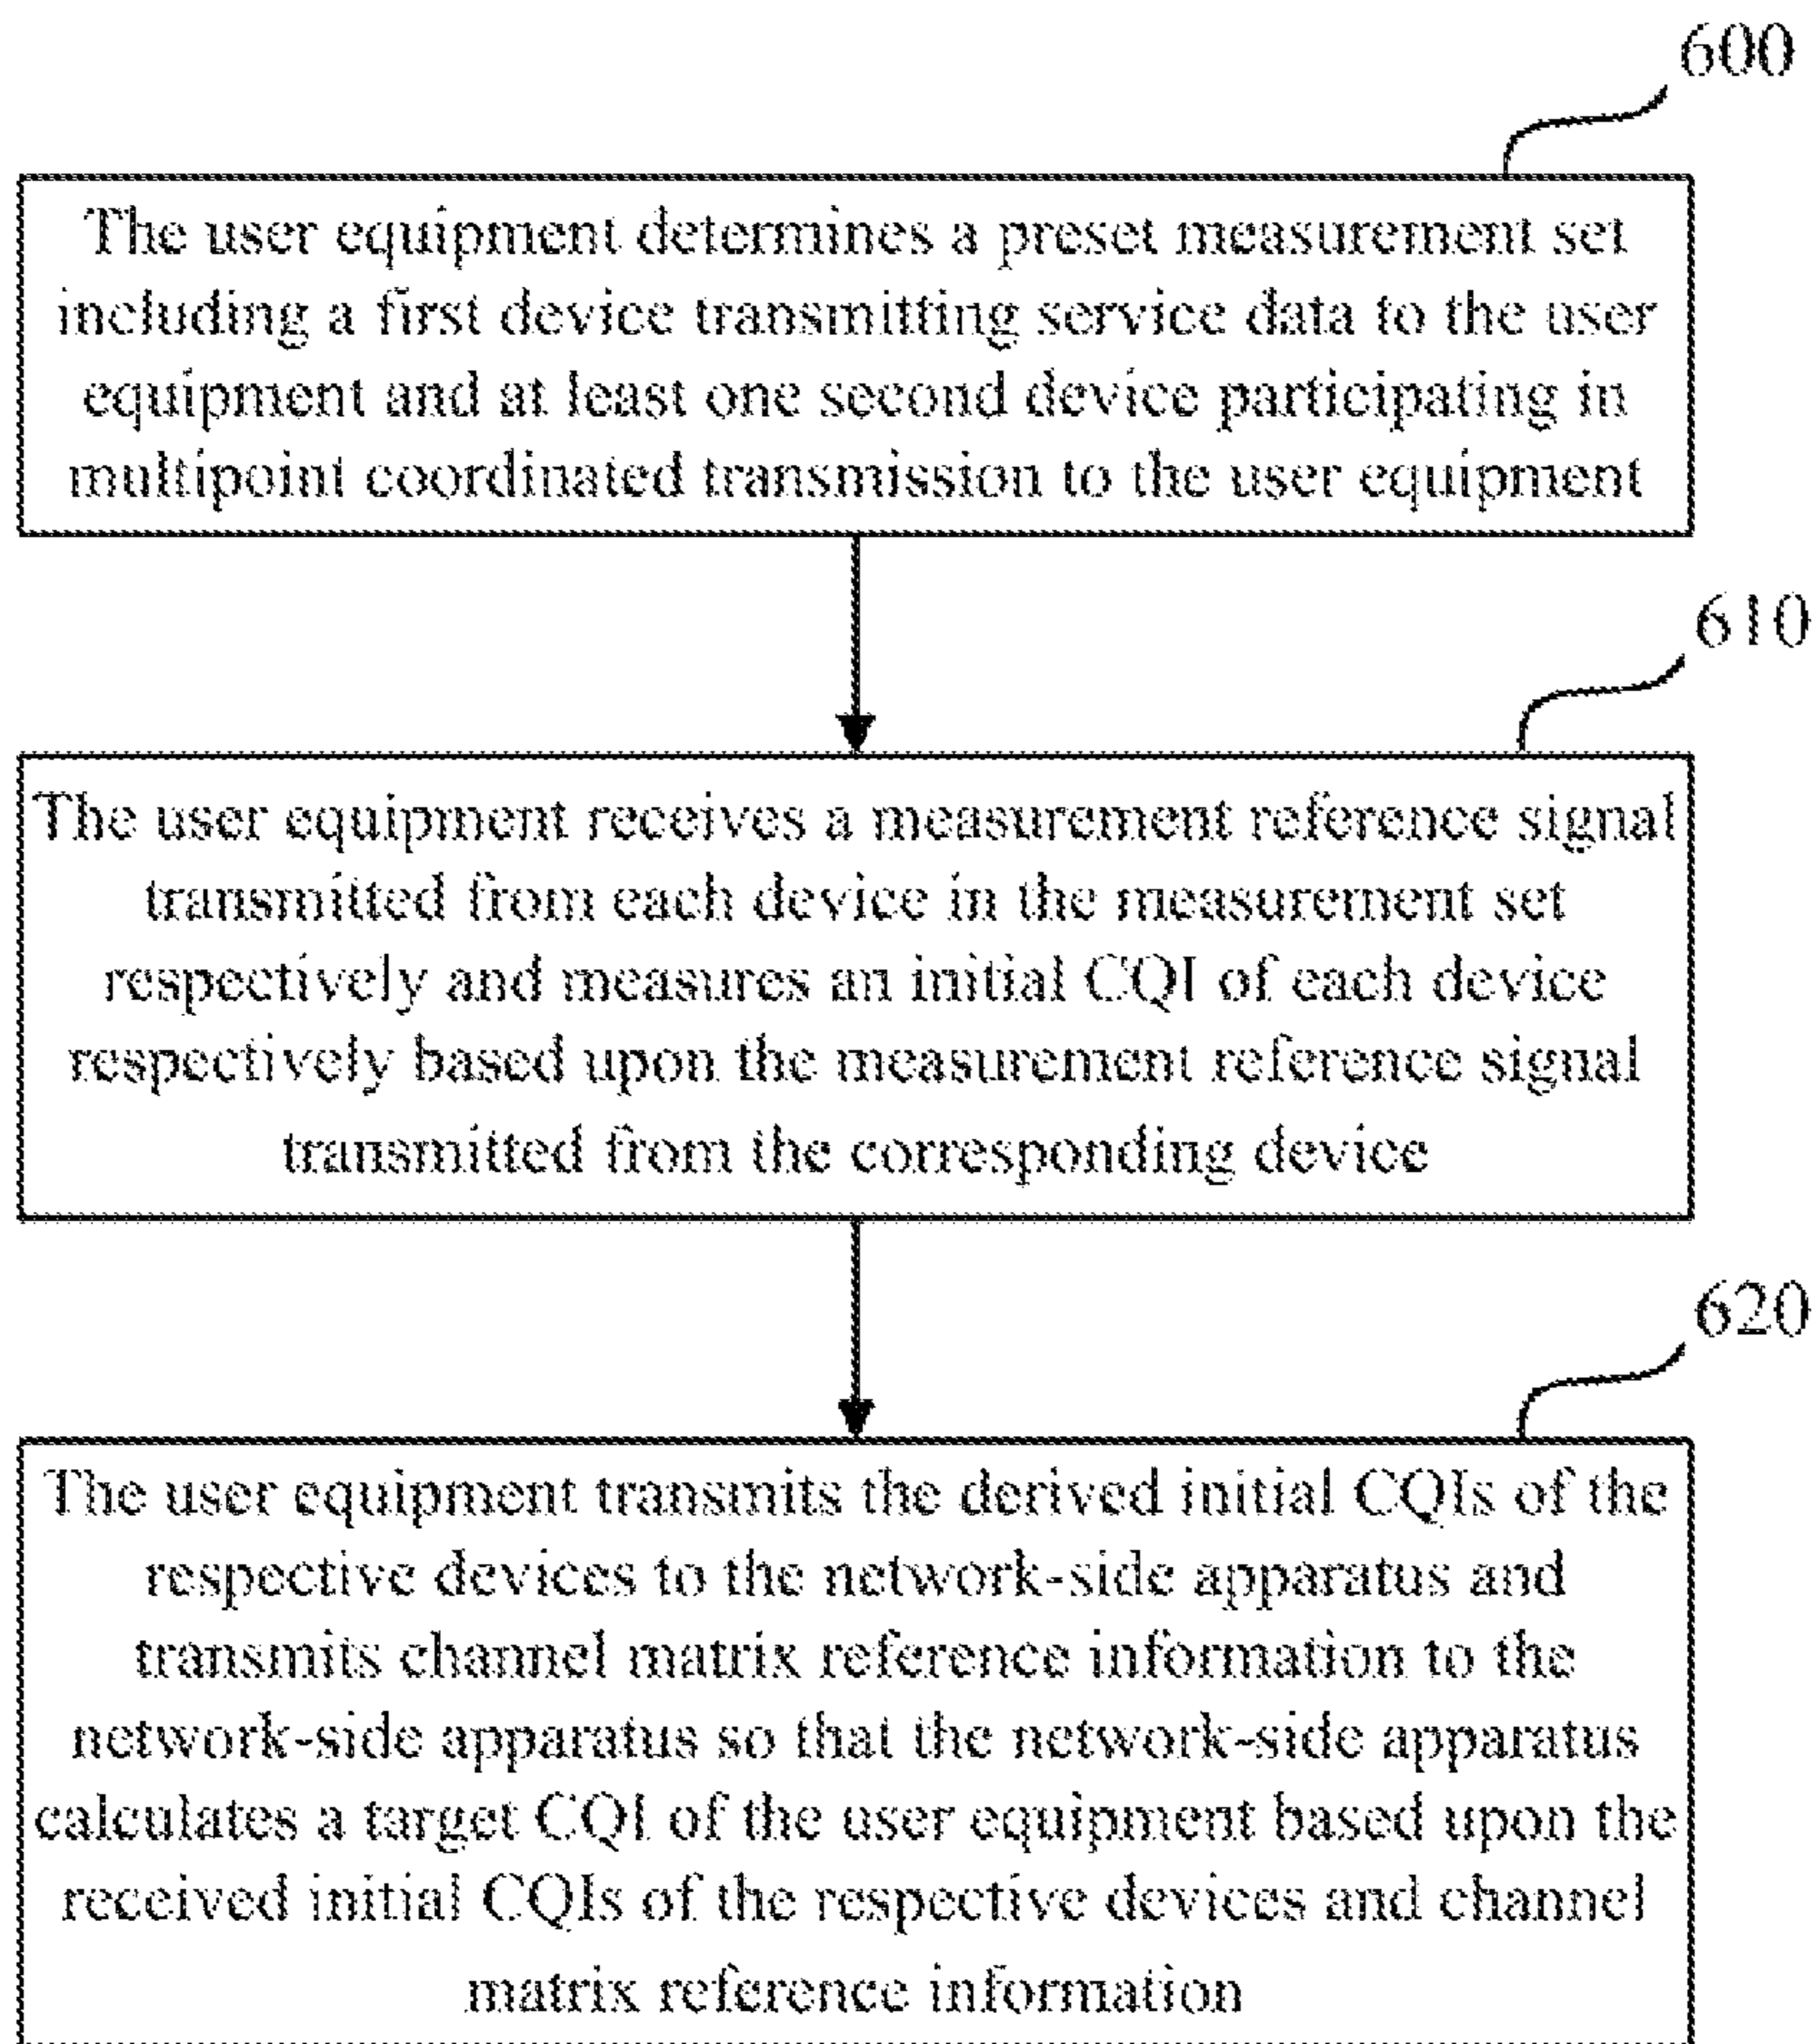 600
The user equipment determines a preset measurement set
including a first device transmitting service data to the user
equipment and at least one second device participating in
multipoint coordinated transmission to the user equipment
610
The user equipment receives a measurement reference signal
transmitted from each device in the measurement set
respectively and measures an initial CQI of each device
respectively based upon the measurement reference signal
transmitted from the corresponding device
620
The user equipment transmits the derived initial CQIs of the
respective devices to the network-side apparatus and
transmits channel matrix reference information to the
network-side apparatus so that the network-side apparatus
calculates a target CQI of the user equipment based upon the
received initial CQIs of the respective devices and channel
matrix reference information